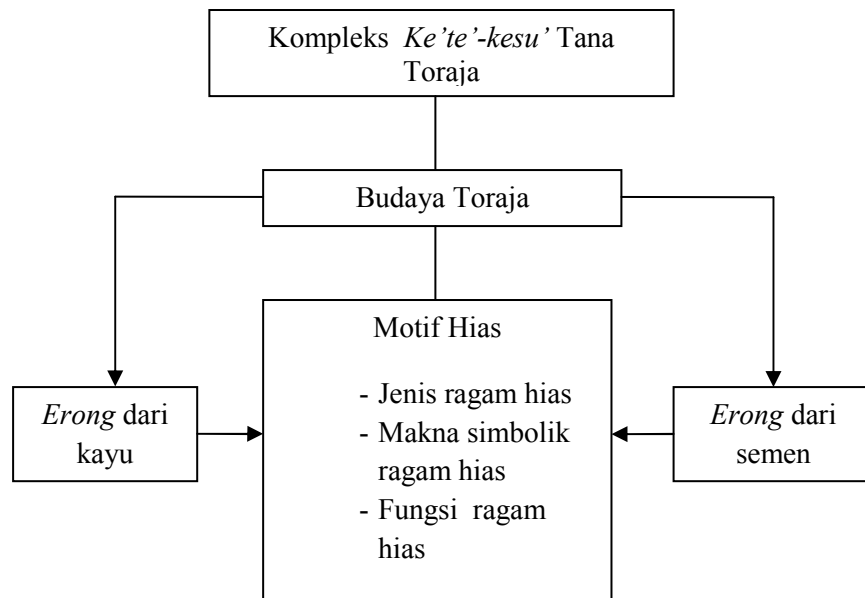 Kompleks Ke’te’-kesu’ Tana
Toraja
Budaya Toraja
Motif Hias
- Jenis ragam hias
- Makna simbolik
ragam hias
- Fungsi ragam
hias
Erong dari
kayu
Erong dari
semen